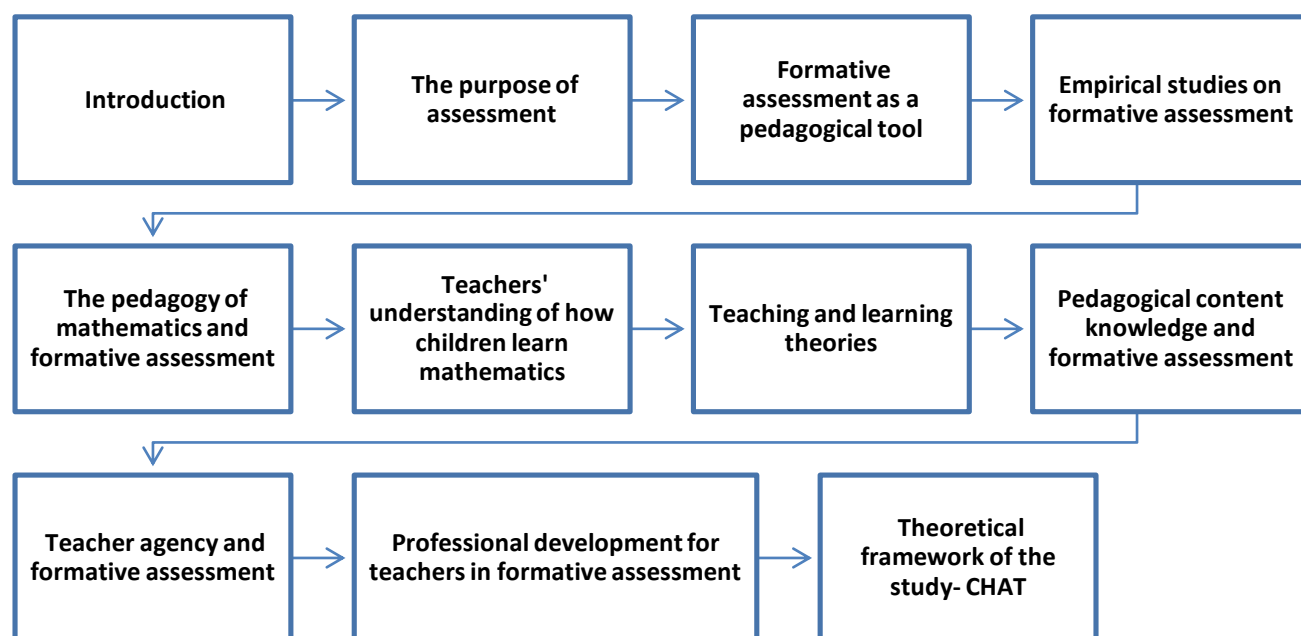 Introduction
The purpose of
assessment
Formative
assessment as a
pedagogical tool
Empirical studies on
formative assessment
The pedagogy of
mathematics and
formative assessment
Teachers'
understanding of how
children learn
mathematics
Teaching and learning
theories
Pedagogical content
knowledge and
formative assessment
Teacher agency and
formative assessment
Professional development for
teachers in formative assessment
Theoretical
framework of the
study- CHAT